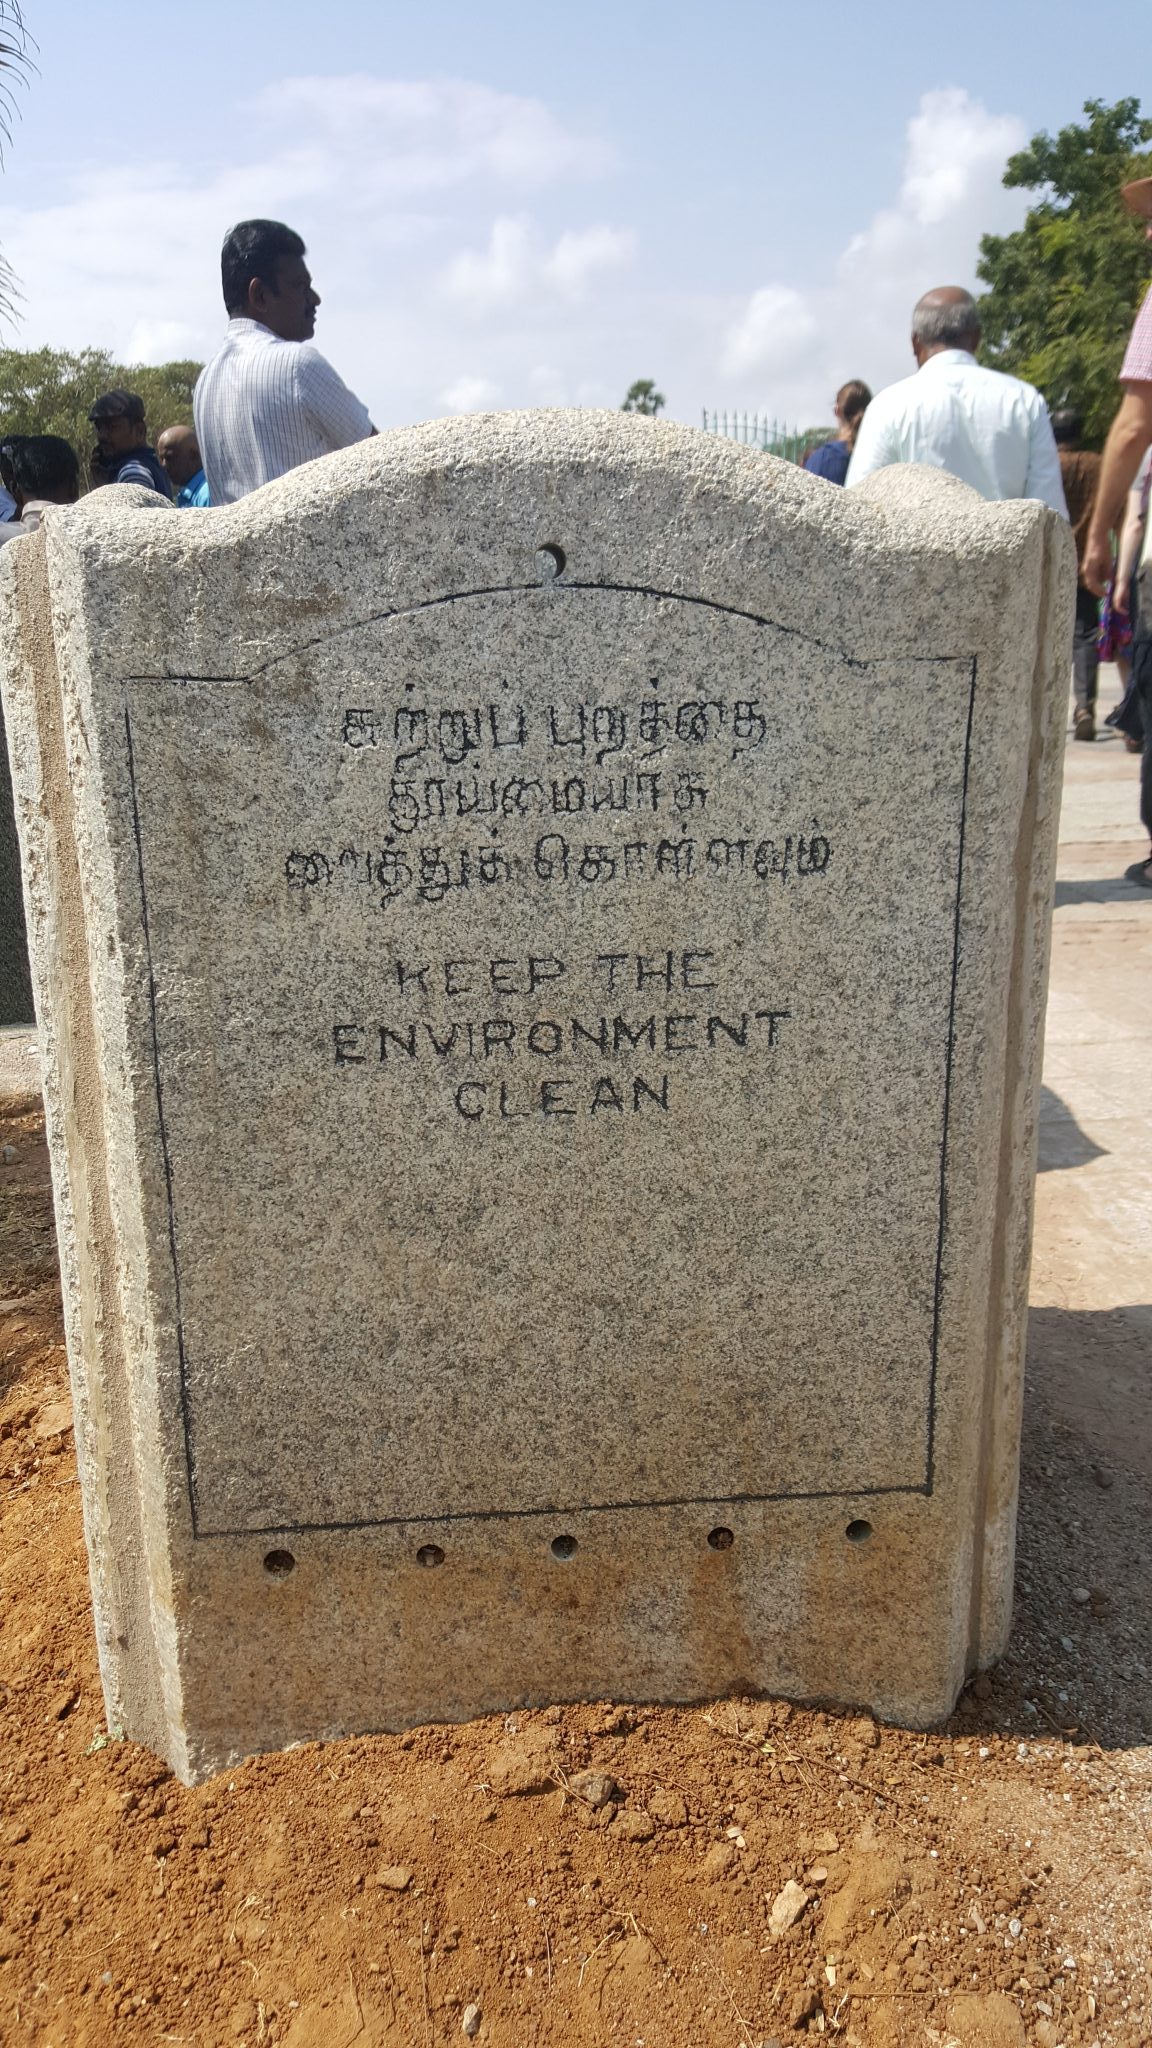 சுற்றுப் புறத்தை
தூய்மையாக
வைத்துக் கொள்ளவும்
KEEP THE
ENVIRONMENT
CLEAN